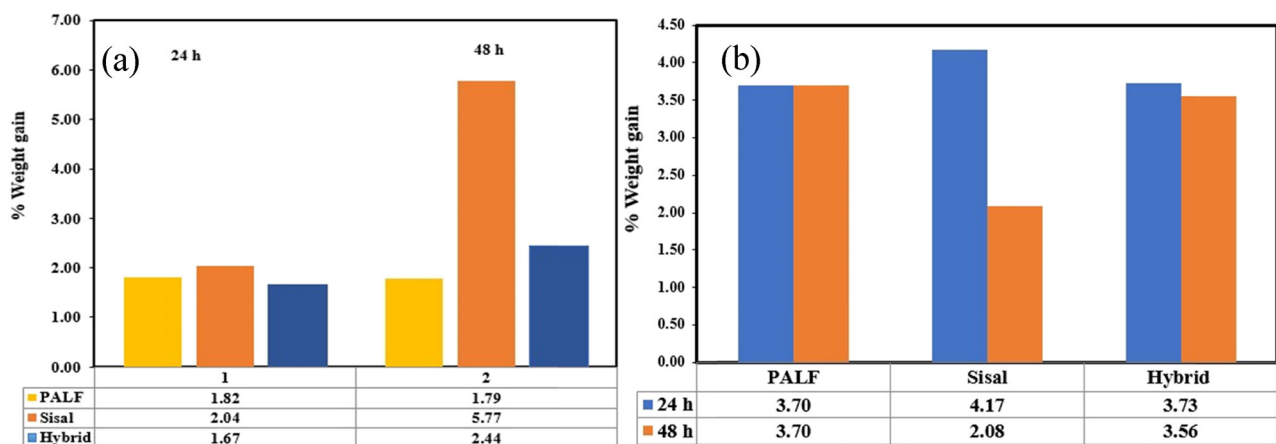 (a)
24 h
48 h
% Weight gain
7.00
6.00
5.00
4.00
3.00
2.00
1.00
0.00
1 2
PALF 1.82 1.79
Sisal 2.04 5.77
Hybrid 1.67 2.44
(b)
% Weight gain
4.50
4.00
3.50
3.00
2.50
2.00
1.50
1.00
0.50
0.00
PALF Sisal Hybrid
24 h 3.70 4.17 3.73
48 h 3.70 2.08 3.56